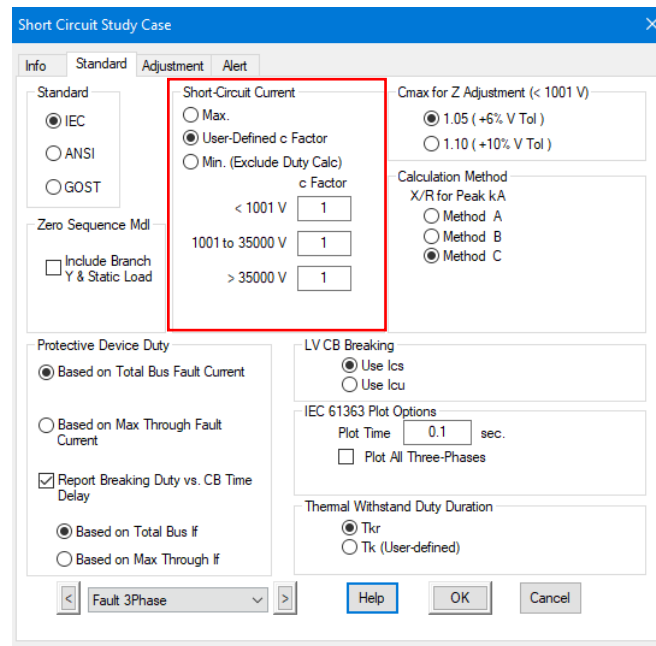 Short Circuit Study Case
Info Standard Adjustment Alert
Standard
IEC
ANSI
GOST
Short-Circuit Current
Max.
User-Defined c Factor
Min. (Exclude Duty Calc)
c Factor
< 1001 V 1
1001 to 35000 V 1
> 35000 V 1
Cmax for Z Adjustment (< 1001 V)
1.05 ( +6% V Tol )
1.10 ( +10% V Tol )
Calculation Method
X/R for Peak kA
Method A
Method B
Method C
Zero Sequence Mdl
Include Branch
Y & Static Load
Protective Device Duty
Based on Total Bus Fault Current
Based on Max Through Fault
Current
Report Breaking Duty vs. CB Time
Delay
Based on Total Bus If
Based on Max Through If
LV CB Breaking
Use Ics
Use Icu
IEC 61363 Plot Options
Plot Time 0.1 sec.
Plot All Three-Phases
Thermal Withstand Duty Duration
Tkr
Tk (User-defined)
< Fault 3Phase > Help OK Cancel